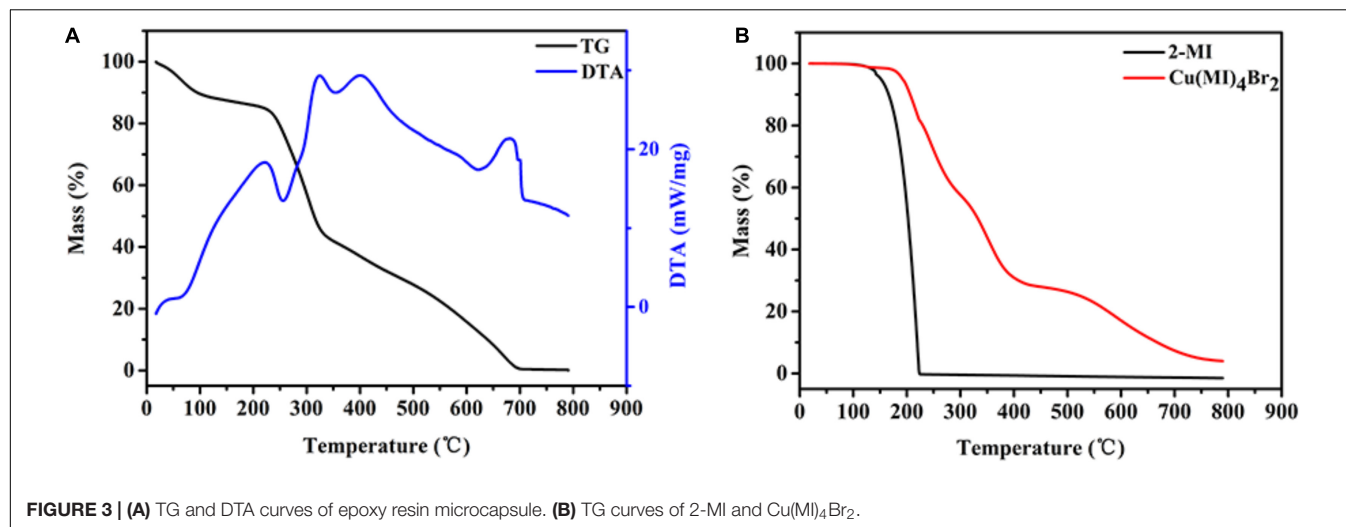 A
TG
DTA
100
80
60
40
20
0
Mass (%)
20
0
DTA (mW/mg)
0 100 200 300 400 500 600 700 800 900
Temperature (℃)
B
2-MI
Cu(MI)₄Br₂
100
80
60
40
20
0
Mass (%)
0 100 200 300 400 500 600 700 800 900
Temperature (℃)
FIGURE 3 | (A) TG and DTA curves of epoxy resin microcapsule. (B) TG curves of 2-MI and Cu(MI)₄Br₂.